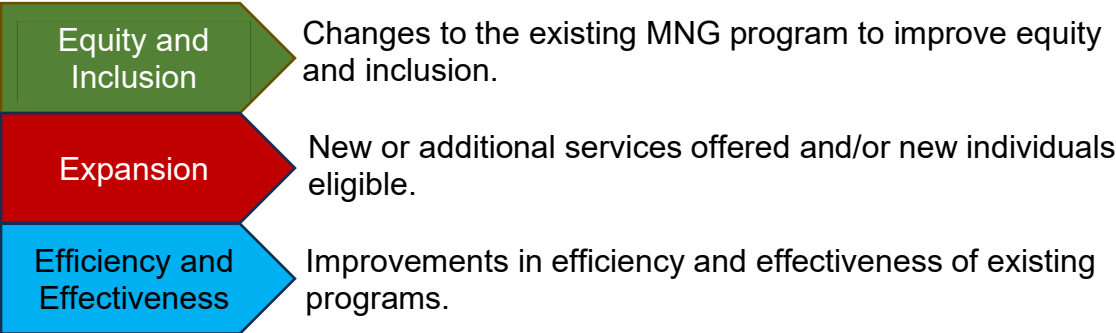 Equity and
Inclusion
Changes to the existing MNG program to improve equity
and inclusion.
Expansion
New or additional services offered and/or new individuals
eligible.
Efficiency and
Effectiveness
Improvements in efficiency and effectiveness of existing
programs.